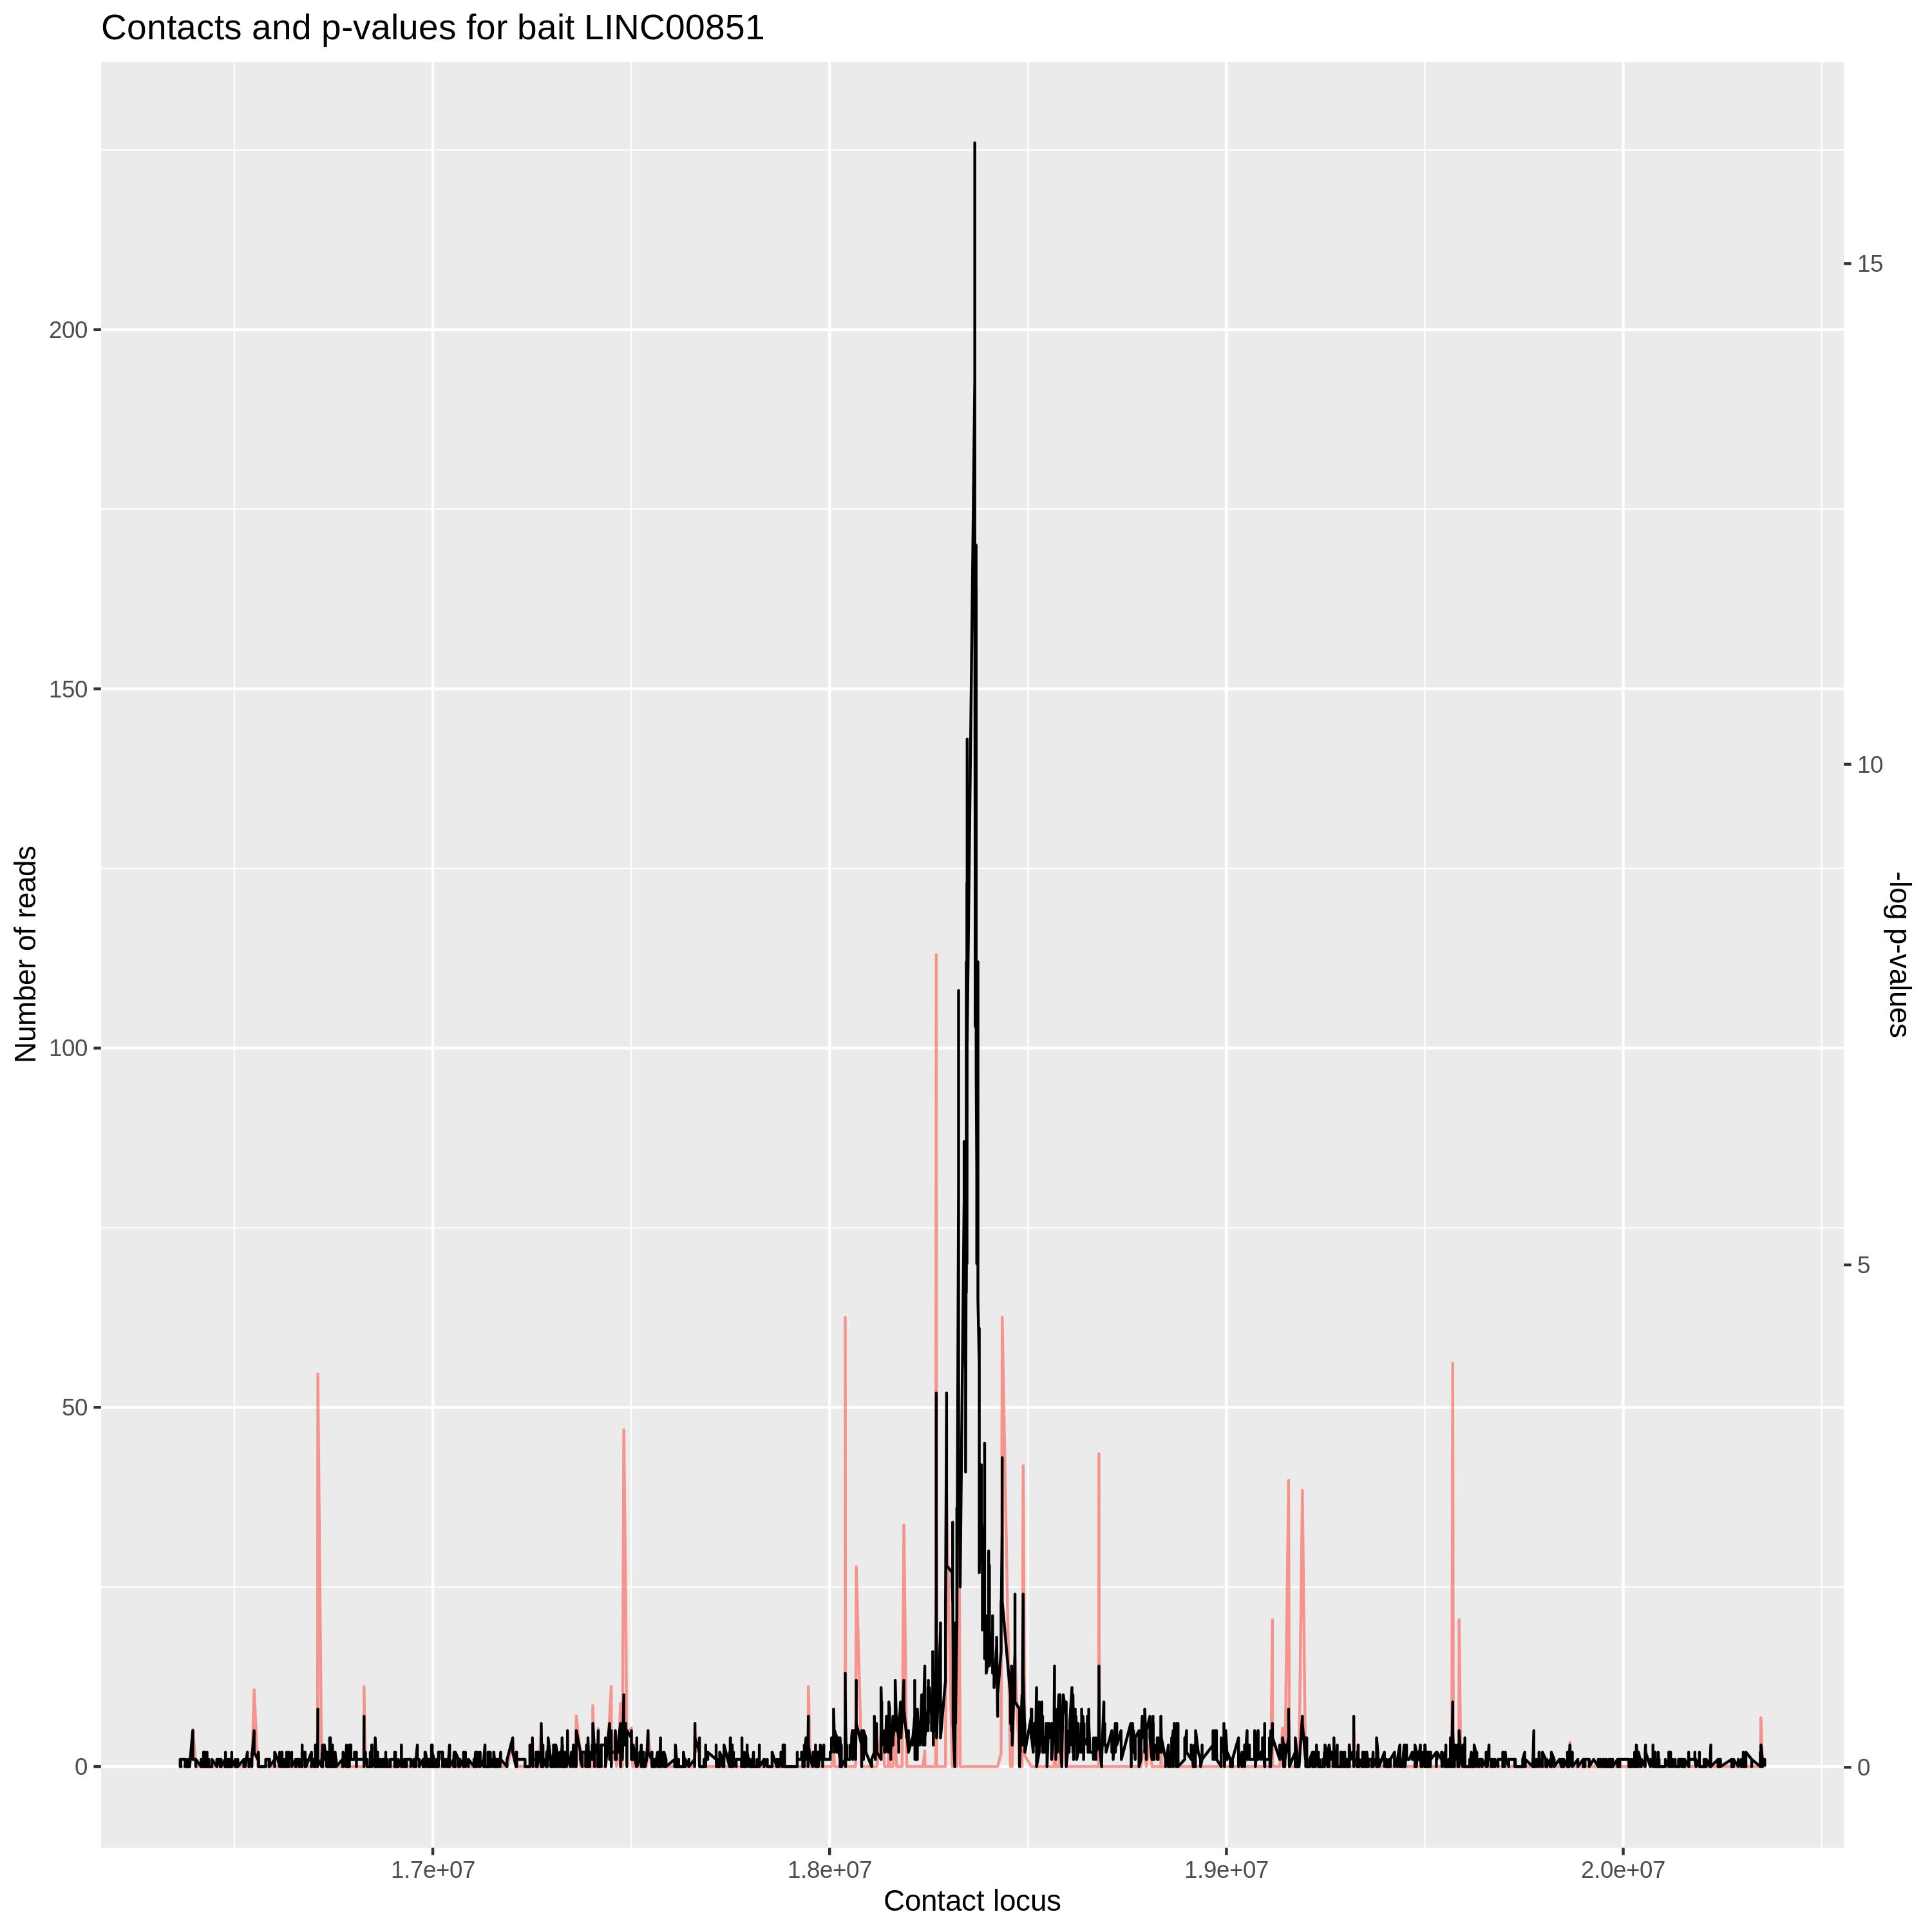 Contacts and p-values for bait LINC00851
Number of reads
200
150
100
50
0
15
10
5
0
-log p-values
1.7e+07 1.8e+07 1.9e+07 2.0e+07
Contact locus